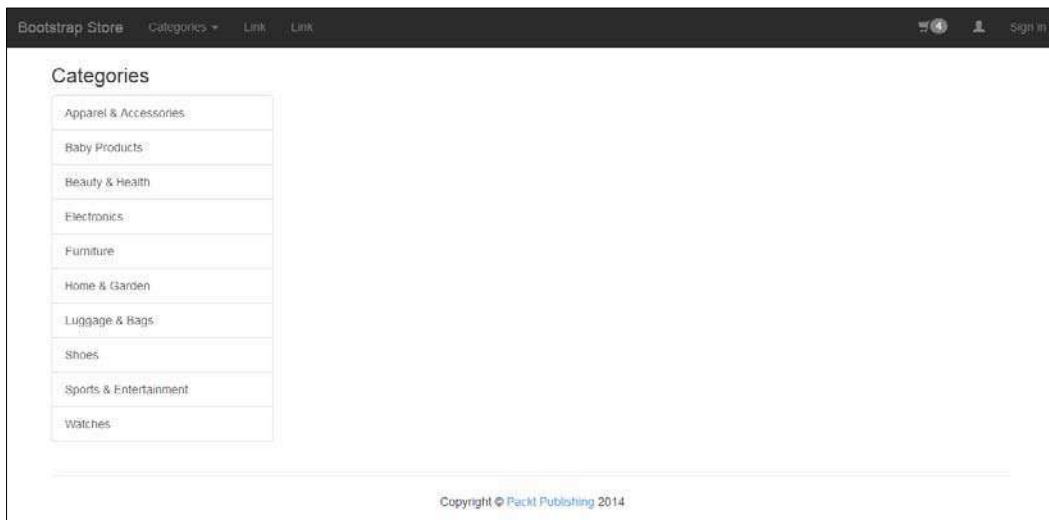 Bootstrap Store Categories Link Link 4 Sign in
Categories
Apparel & Accessories
Baby Products
Beauty & Health
Electronics
Furniture
Home & Garden
Luggage & Bags
Shoes
Sports & Entertainment
Watches
Copyright © Packt Publishing 2014